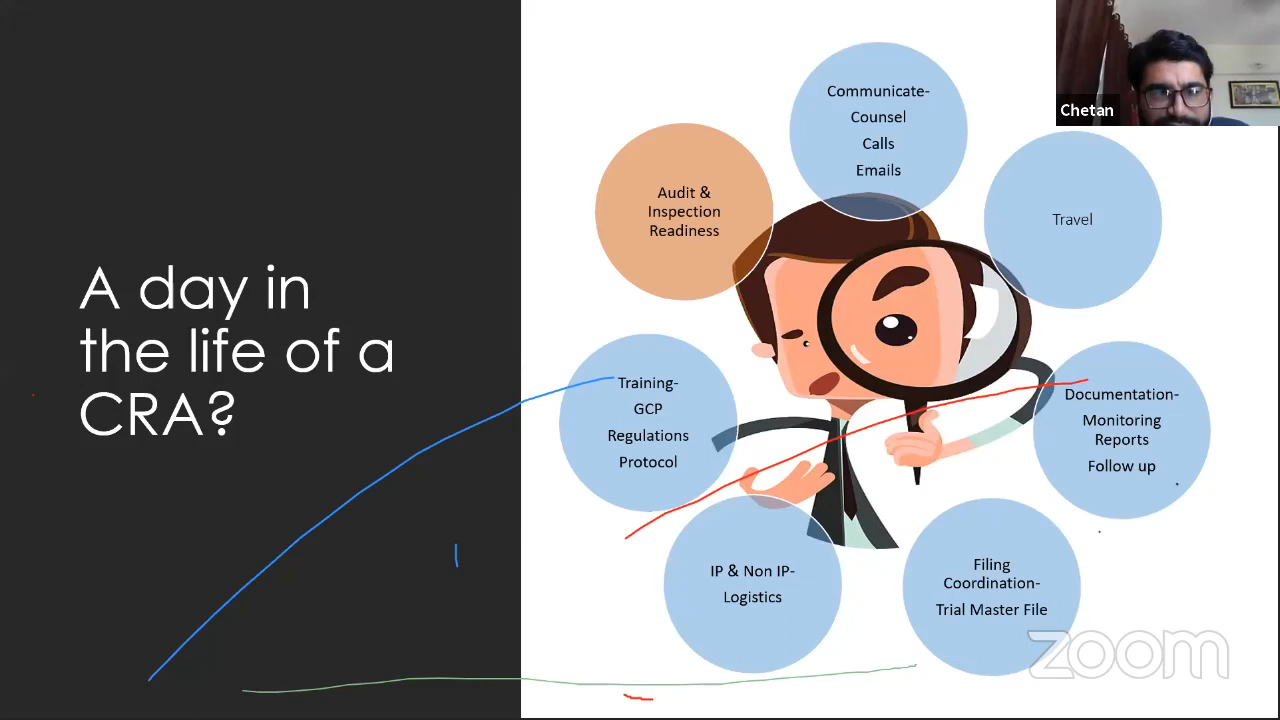 A day in
the life of a
CRA?
Communicate-
Counsel
Calls
Emails
Travel
Documentation-
Monitoring
Reports
Follow up
Filing
Coordination-
Trial Master File
IP & Non IP-
Logistics
Training-
GCP
Regulations
Protocol
Audit &
Inspection
Readiness
Chetan
zoom